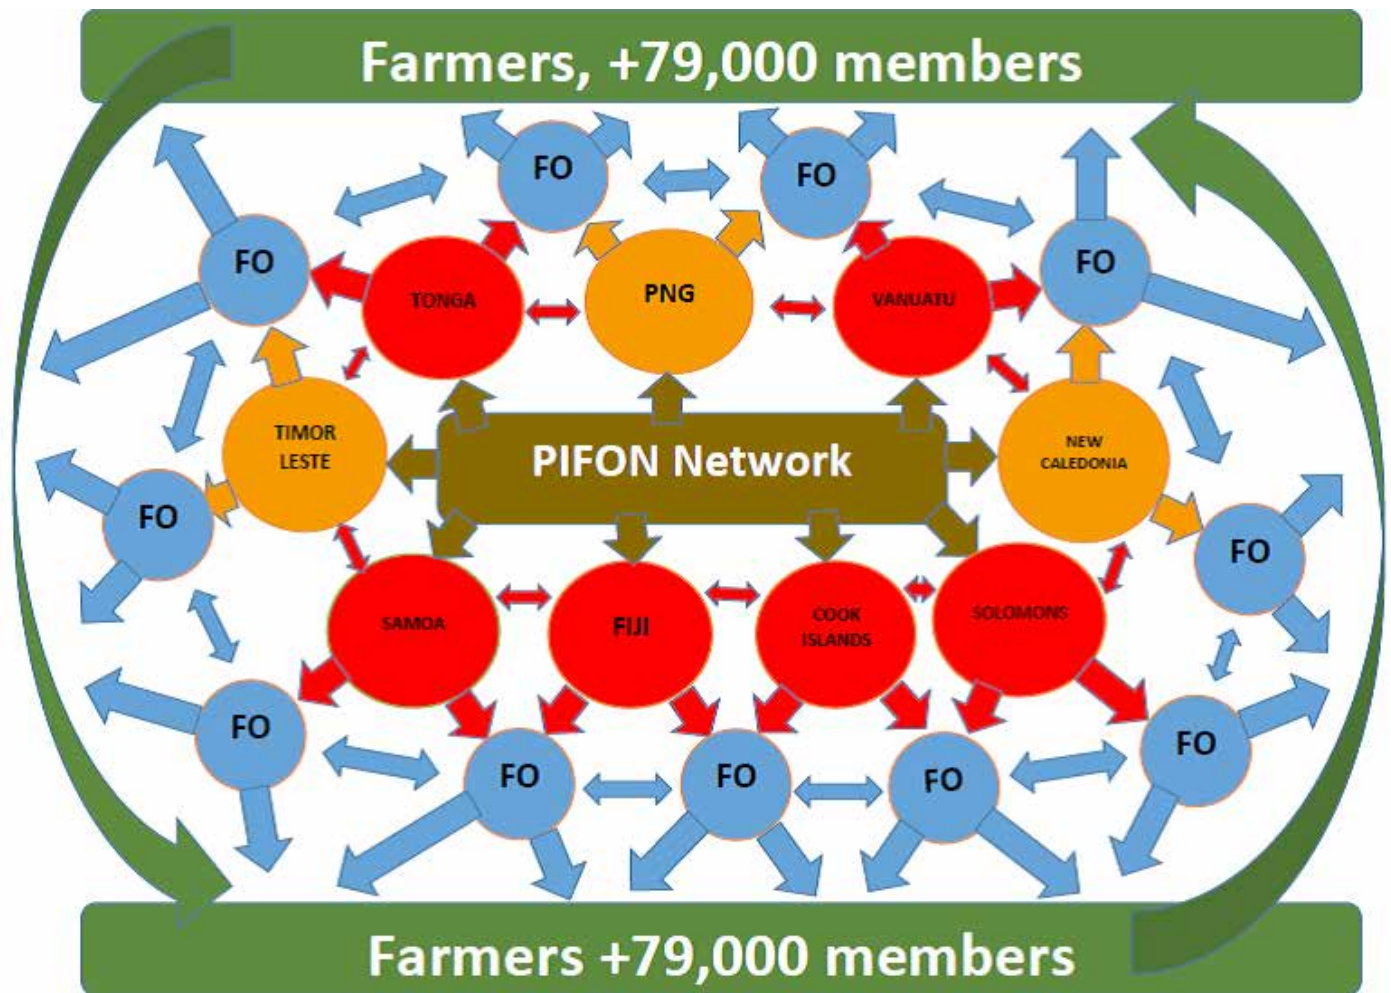 Farmers, +79,000 members
FO
FO
FO
FO
TONGA
PNG
VANUATU
TIMOR
LESTE
PIFON Network
NEW
CALEDONIA
FO
FO
SAMOA
FIJI
COOK
ISLANDS
SOLOMONS
FO
FO
FO
FO
FO
Farmers +79,000 members